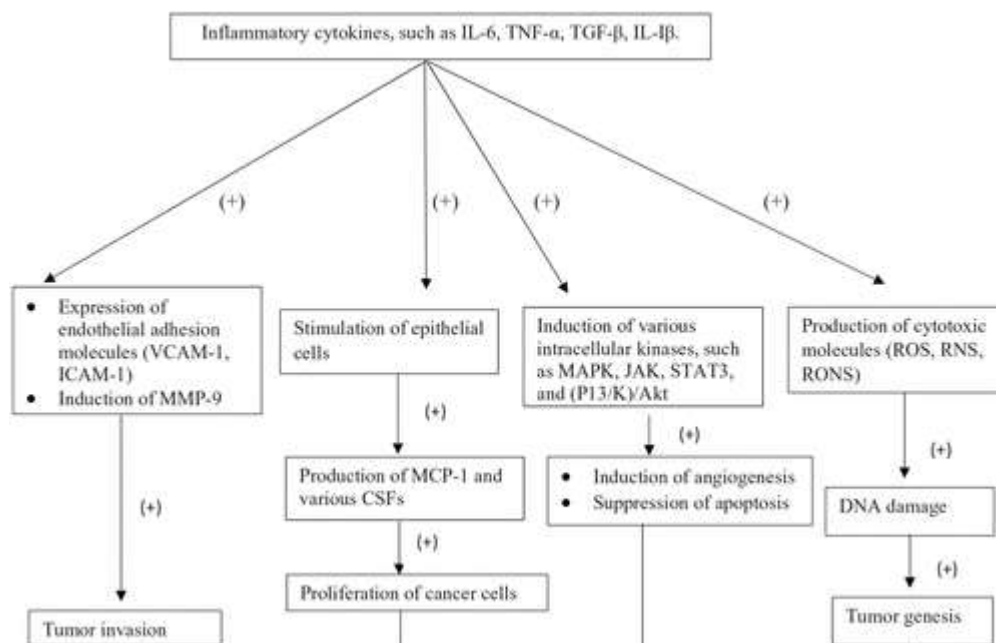 Inflammatory cytokines, such as IL-6, TNF-α, TGF-β, IL-Iβ.
(+)
(+)
(+)
(+)
• Expression of
endothelial adhesion
molecules (VCAM-1,
ICAM-1)
• Induction of MMP-9
Stimulation of epithelial
cells
Induction of various
intracellular kinases, such
as MAPK, JAK, STAT3,
and (P13/K)/Akt
Production of cytotoxic
molecules (ROS, RNS,
RONS)
(+)
(+)
(+)
(+)
Production of MCP-1 and
various CSFs
• Induction of angiogenesis
• Suppression of apoptosis
DNA damage
(+)
(+)
Proliferation of cancer cells
Tumor invasion
Tumor genesis